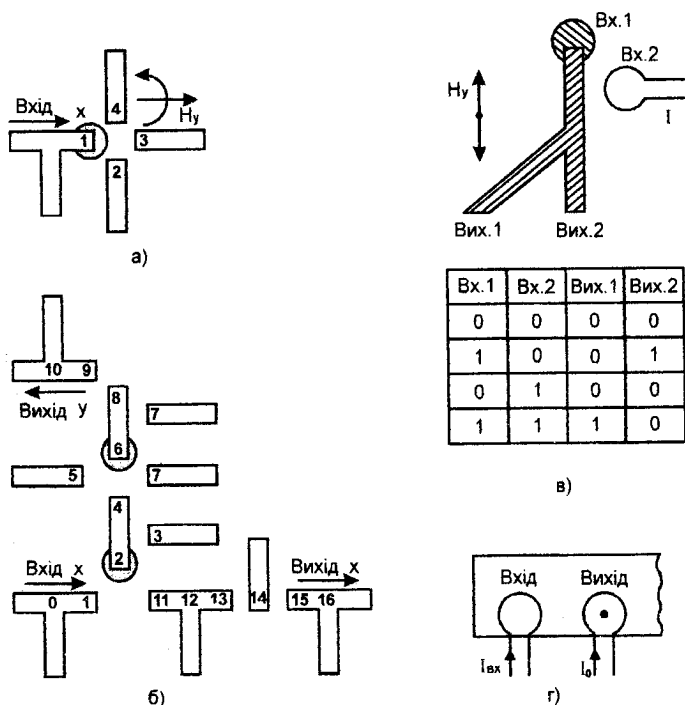 Вхід x
1
4
Hу
3
2
а)
10 9
Вихід y
8
7
6
5
7
4
3
2
Вхід x
0 1
11 12 13
14
Вихід x
15 16
б)
Вх.1
Вх.2
Hу
I
Вих.1 Вих.2
Вх.1 Вх.2 Вих.1 Вих.2
0 0 0 0
1 0 0 1
0 1 0 0
1 1 1 0
в)
Вхід Вихід
Iвх I0
г)